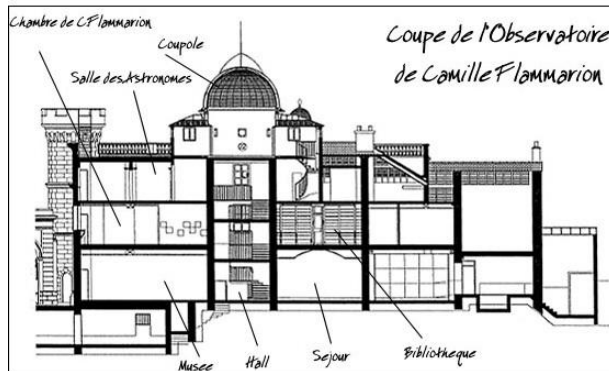 Chambre de C.Flammarion
Coupole
Salle des Astronomes
Coupe de l'Observatoire
de Camille Flammarion
Musee
Hall
Sejour
Bibliotheque